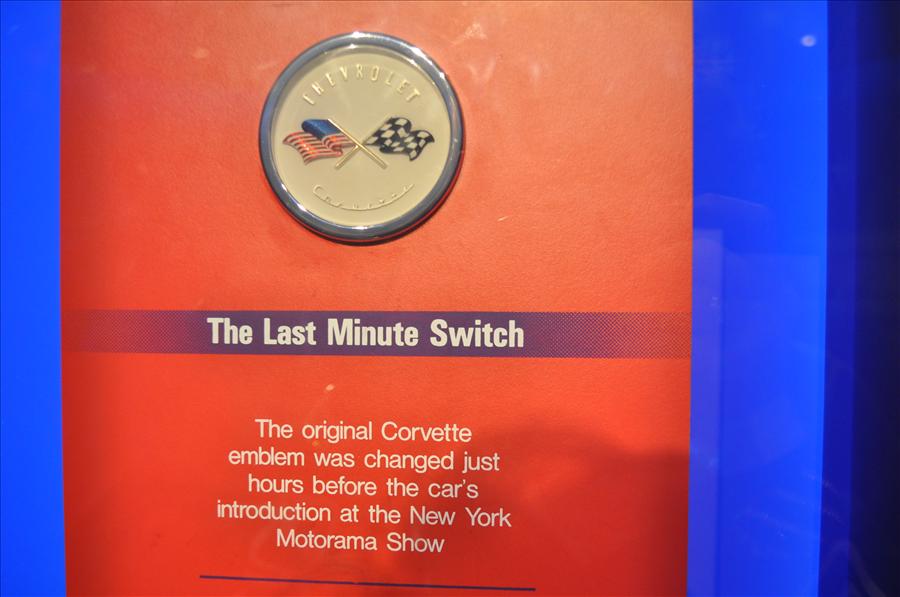 CHEVROLET
Corvette
The Last Minute Switch
The original Corvette
emblem was changed just
hours before the car's
introduction at the New York
Motorama Show